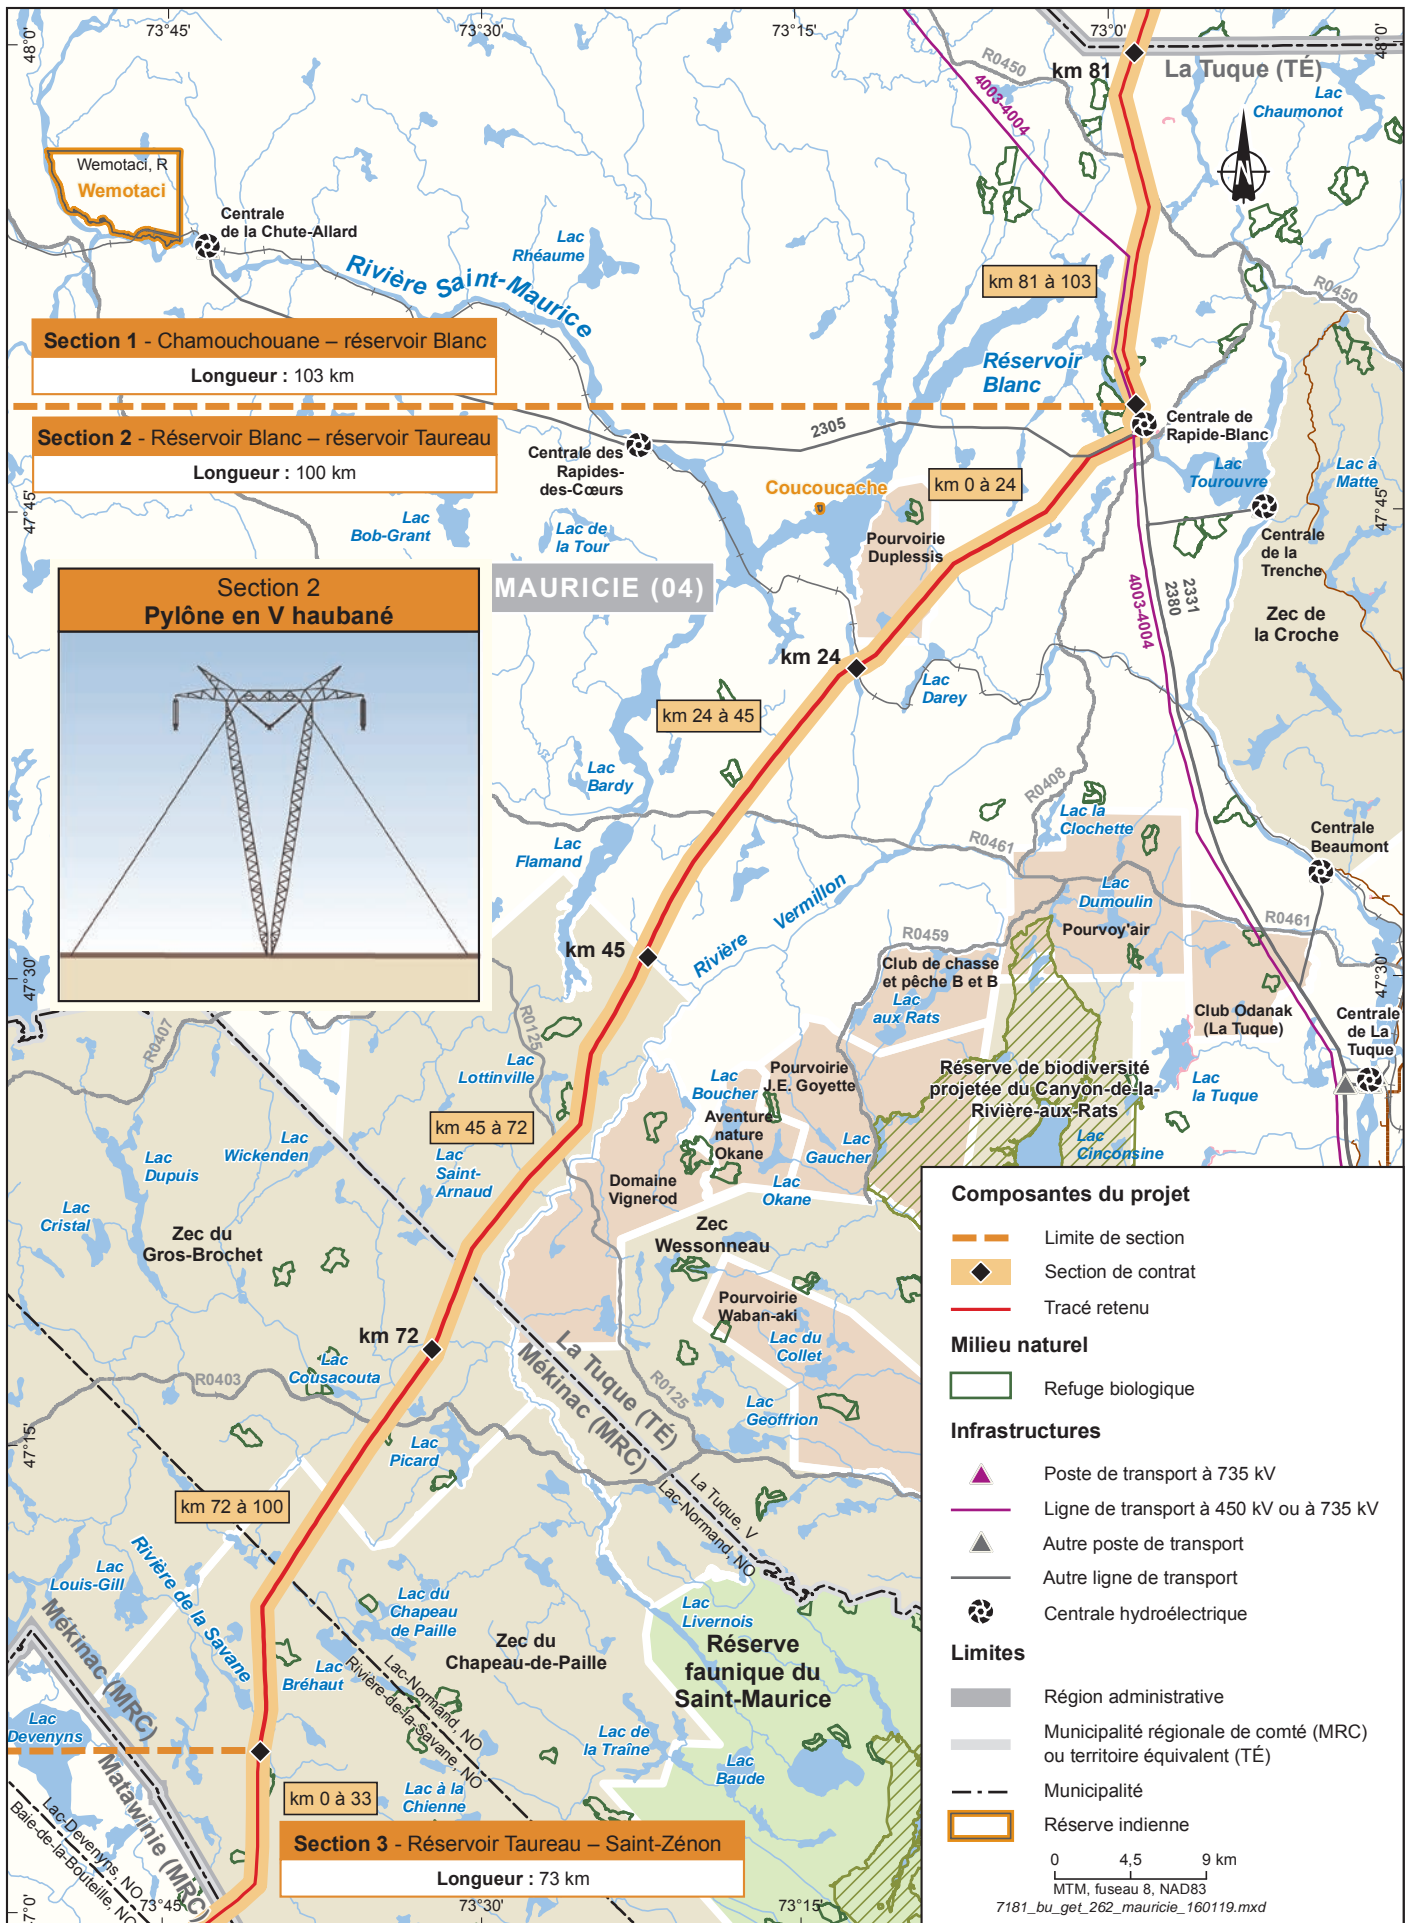 73°45'
73°30'
73°15'
73°0'
48°0'
48°0'
km 81
La Tuque (TÉ)
R0450
4003-4004
Lac
Chaumonot
Wemotaci, R
Wemotaci
Centrale
de la Chute-Allard
Lac
Rhéaume
Rivière Saint-Maurice
N
km 81 à 103
R0450
Section 1 - Chamouchouane – réservoir Blanc
Longueur : 103 km
Réservoir
Blanc
Section 2 - Réservoir Blanc – réservoir Taureau
Longueur : 100 km
2305
Centrale de
Rapide-Blanc
Centrale des
Rapides-
des-Cœurs
Lac
Tourouvre
Lac à
Matte
km 0 à 24
Coucoucache
47°45'
47°45'
Lac
Bob-Grant
Lac de
la Tour
Pourvoirie
Duplessis
Centrale
de la
Trenche
MAURICIE (04)
4003-4004
2331
2380
Zec de
la Croche
Section 2
Pylône en V haubané
km 24
Lac
Darey
km 24 à 45
Lac
Bardy
R0408
Lac la
Clochette
Centrale
Beaumont
Lac
Flamand
R0461
Rivière Vermillon
Lac
Dumoulin
R0461
Pourvoy'air
km 45
R0459
Club de chasse
et pêche B et B
Lac
aux Rats
47°30'
47°30'
Club Odanak
(La Tuque)
Centrale
de La
Tuque
R0407
R0125
Lac
Lottinville
Lac
Boucher
Pourvoirie
J.E. Goyette
Réserve de biodiversité
projetée du Canyon-de-la-
Rivière-aux-Rats
Lac
la Tuque
Aventure
nature
Okane
km 45 à 72
Lac
Wickenden
Lac
Dupuis
Lac
Saint-
Arnaud
Lac
Gaucher
Lac
Cinconsine
Domaine
Vignerod
Lac
Okane
Lac
Cristal
Zec du
Gros-Brochet
Zec
Wessonneau
Pourvoirie
Waban-aki
Lac du
Collet
km 72
La Tuque (TÉ)
Mékinac (MRC)
Lac
Cousacouta
R0403
R0125
Lac
Geoffrion
47°15'
Lac
Picard
La Tuque, V
Lac-Normand, NO
km 72 à 100
Rivière de la Savane
Lac
Louis-Gill
Lac du
Chapeau
de Paille
Lac
Livernois
Mékinac (MRC)
Zec du
Chapeau-de-Paille
Réserve
faunique du
Saint-Maurice
Lac
Bréhaut
Lac-Normand, NO
Rivière-de-la-Savane, NO
Lac
Devenyns
Lac de
la Traîne
Lac
Baude
Matawinie (MRC)
km 0 à 33
Lac à la
Chienne
Lac-Devenyns, NO
Baie-de-la-Bouteille, NO
Section 3 - Réservoir Taureau – Saint-Zénon
Longueur : 73 km
47°0'
73°45'
73°30'
73°15'
Composantes du projet
Limite de section
Section de contrat
Tracé retenu
Milieu naturel
Refuge biologique
Infrastructures
Poste de transport à 735 kV
Ligne de transport à 450 kV ou à 735 kV
Autre poste de transport
Autre ligne de transport
Centrale hydroélectrique
Limites
Région administrative
Municipalité régionale de comté (MRC)
ou territoire équivalent (TÉ)
Municipalité
Réserve indienne
0 4,5 9 km
MTM, fuseau 8, NAD83
7181_bu_get_262_mauricie_160119.mxd